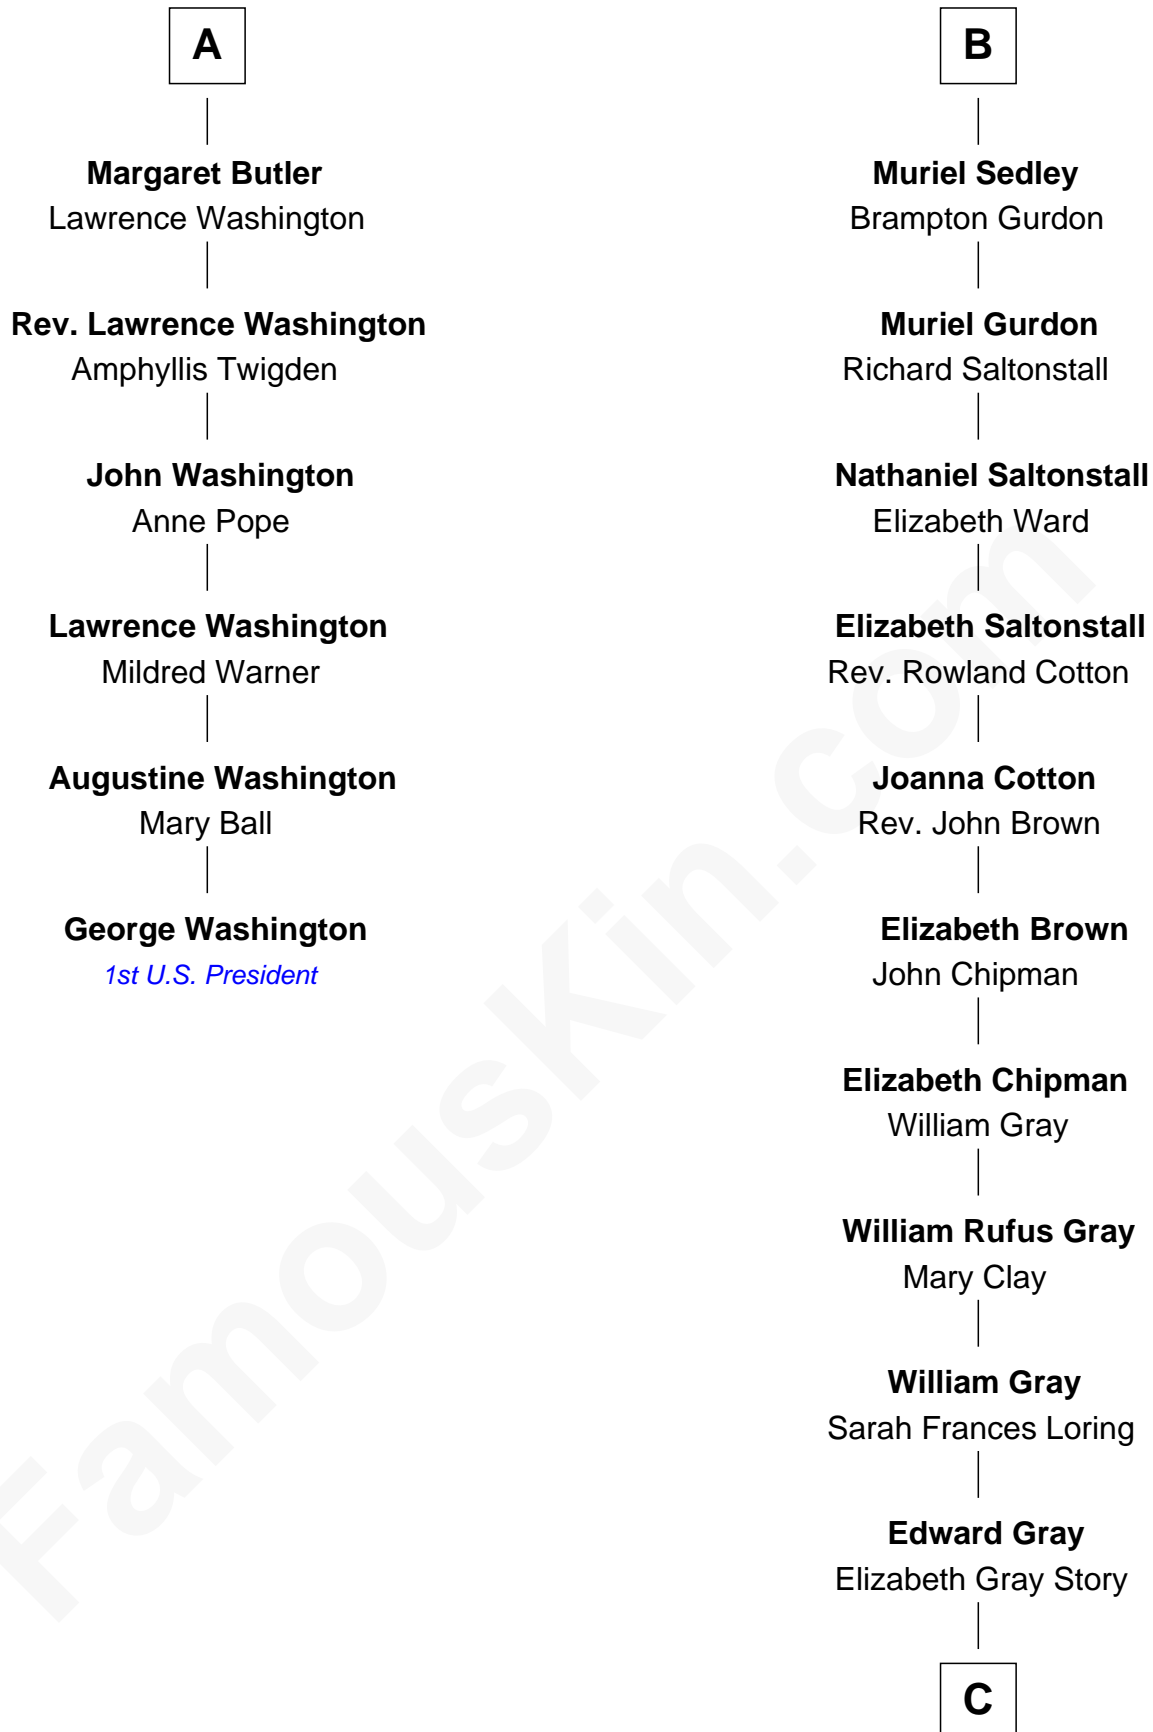 A
Margaret Butler
Lawrence Washington
Rev. Lawrence Washington
Amphyllis Twigden
John Washington
Anne Pope
Lawrence Washington
Mildred Warner
Augustine Washington
Mary Ball
George Washington
1st U.S. President
B
Muriel Sedley
Brampton Gurdon
Muriel Gurdon
Richard Saltonstall
Nathaniel Saltonstall
Elizabeth Ward
Elizabeth Saltonstall
Rev. Rowland Cotton
Joanna Cotton
Rev. John Brown
Elizabeth Brown
John Chipman
Elizabeth Chipman
William Gray
William Rufus Gray
Mary Clay
William Gray
Sarah Frances Loring
Edward Gray
Elizabeth Gray Story
C
FamousKin.com